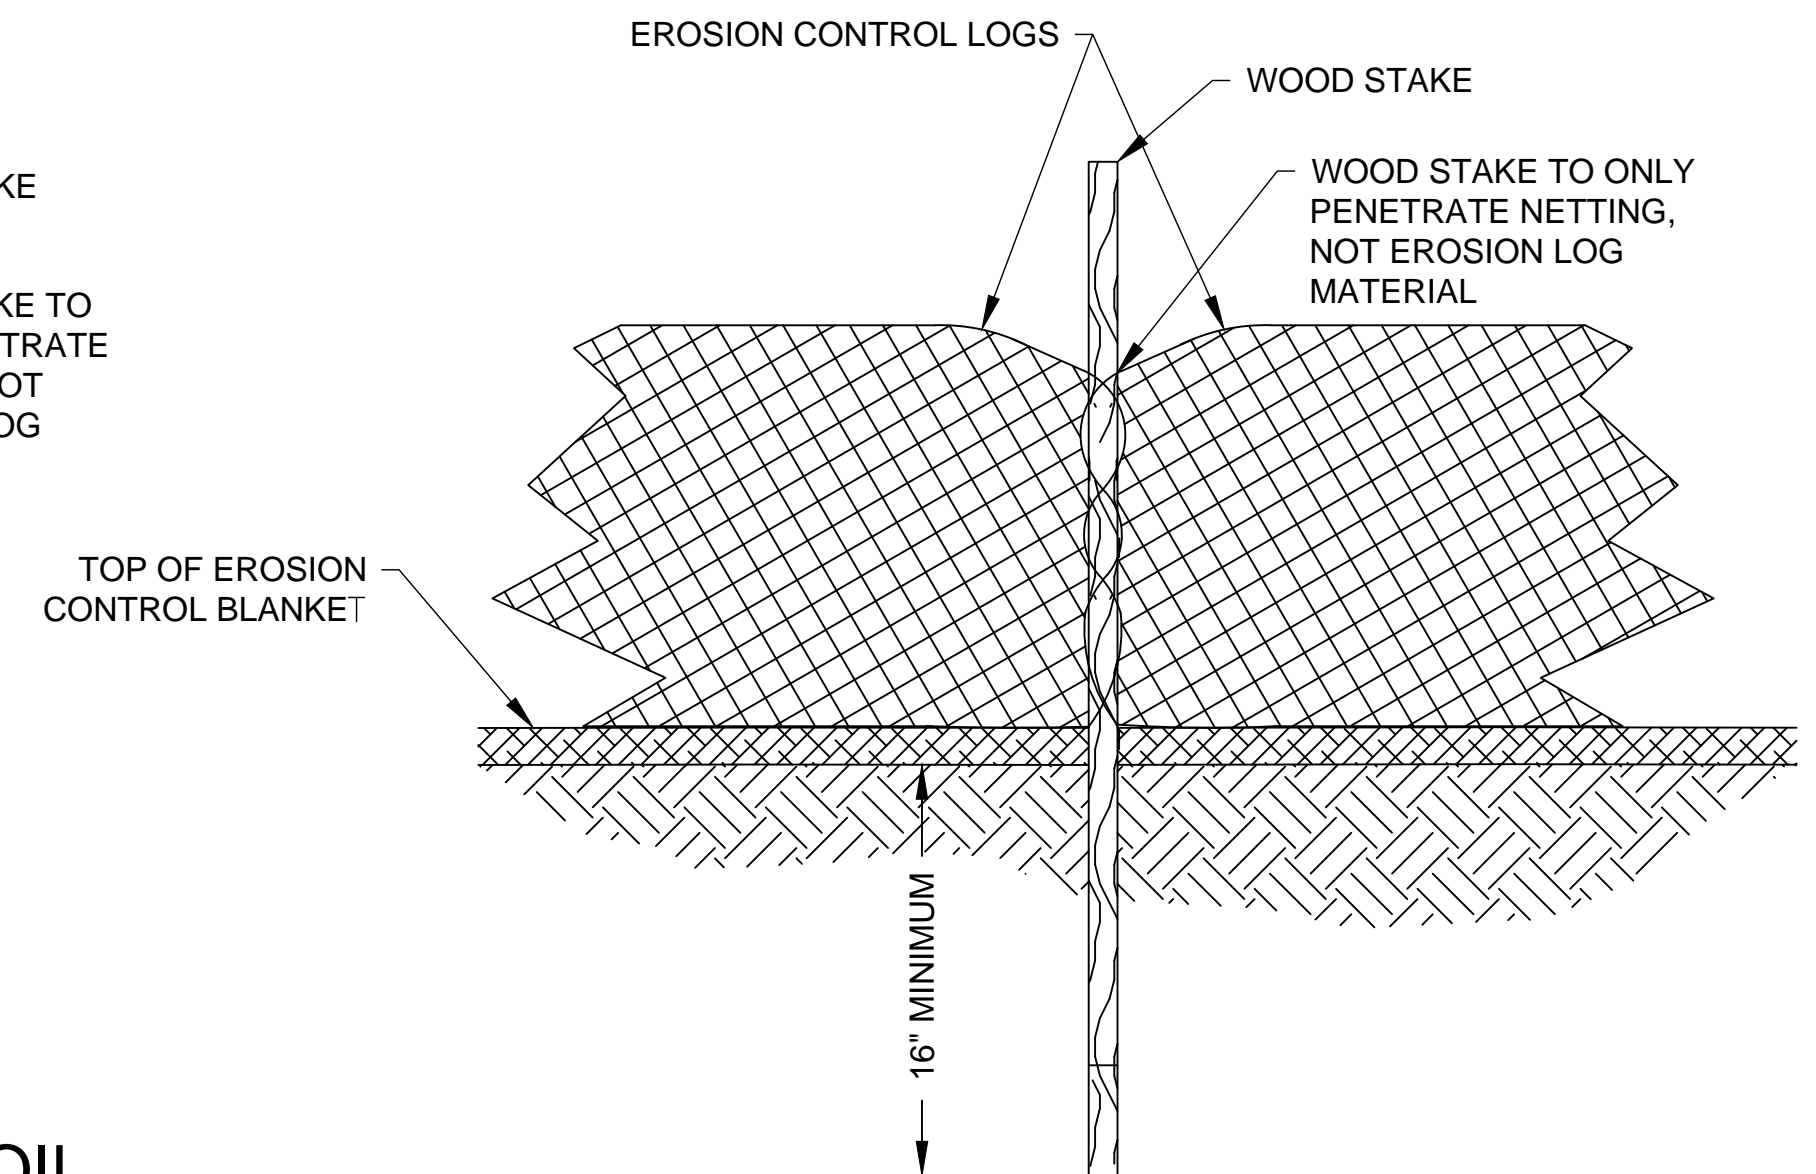 EROSION CONTROL LOGS
WOOD STAKE
WOOD STAKE TO ONLY
PENETRATE NETTING,
NOT EROSION LOG
MATERIAL
KE
KE TO
TRATE
OT
OG
TOP OF EROSION
CONTROL BLANKET
16" MINIMUM
OIL